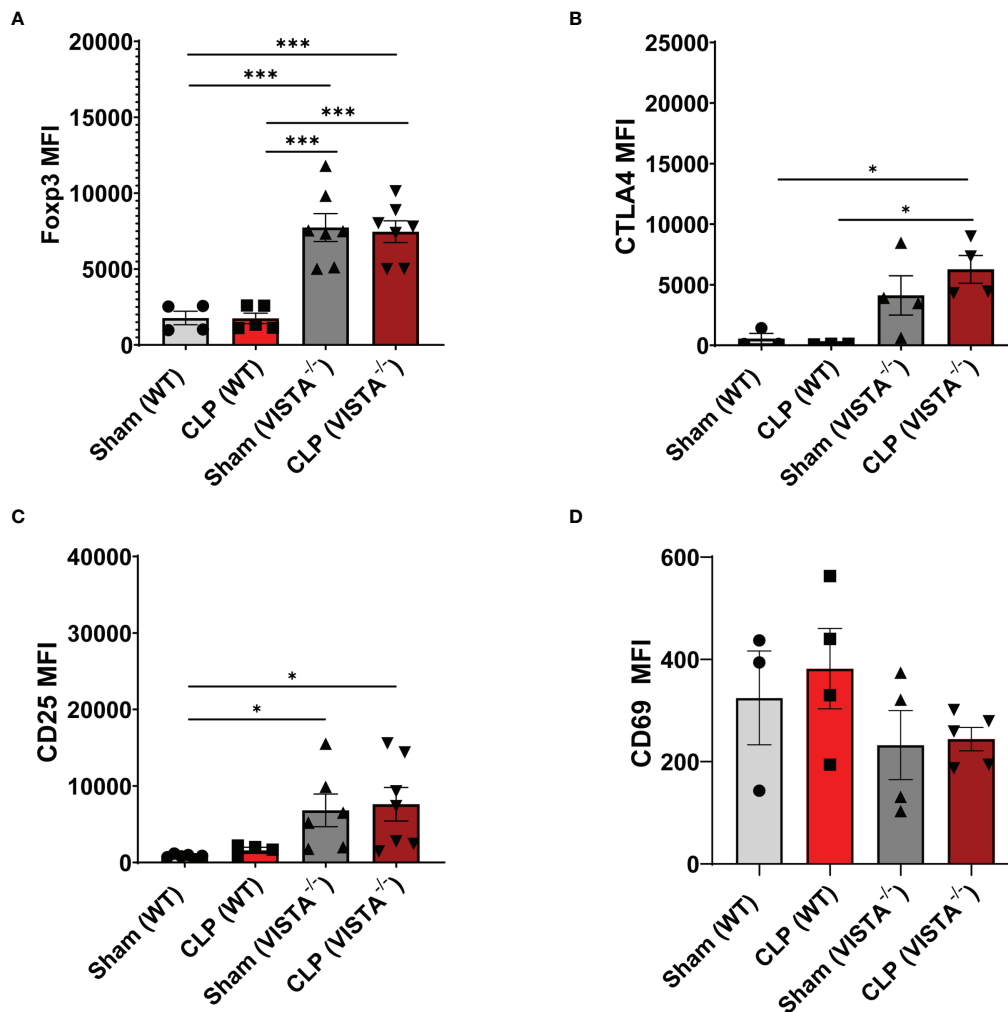 A
Foxp3 MFI
20000
15000
10000
5000
0
***
***
***
***
Sham (WT)
CLP (WT)
Sham (VISTA-/-)
CLP (VISTA-/-)
B
CTLA4 MFI
25000
20000
15000
10000
5000
0
*
*
Sham (WT)
CLP (WT)
Sham (VISTA-/-)
CLP (VISTA-/-)
C
CD25 MFI
40000
30000
20000
10000
0
*
*
Sham (WT)
CLP (WT)
Sham (VISTA-/-)
CLP (VISTA-/-)
D
CD69 MFI
600
400
200
0
Sham (WT)
CLP (WT)
Sham (VISTA-/-)
CLP (VISTA-/-)